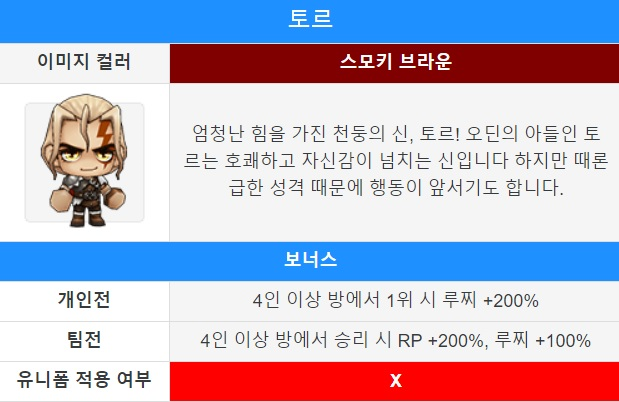 토르
이미지 컬러
스모키 브라운
엄청난 힘을 가진 천둥의 신, 토르! 오딘의 아들인 토
르는 호쾌하고 자신감이 넘치는 신입니다 하지만 때론
급한 성격 때문에 행동이 앞서기도 합니다.
보너스
개인전
4인 이상 방에서 1위 시 루찌 +200%
팀전
4인 이상 방에서 승리 시 RP +200%, 루찌 +100%
유니폼 적용 여부
X